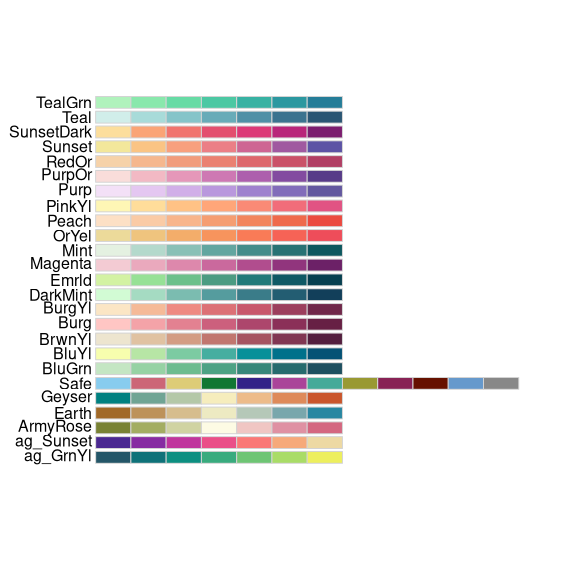 TealGrn
Teal
SunsetDark
Sunset
RedOr
PurpOr
Purp
PinkYl
Peach
OrYel
Mint
Magenta
Emrld
DarkMint
BurgYl
Burg
BrwnYl
BluYl
BluGrn
Safe
Geyser
Earth
ArmyRose
ag_Sunset
ag_GrnYl